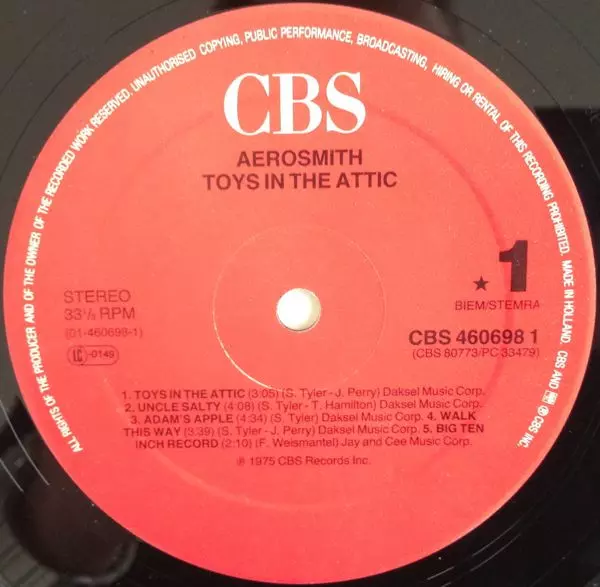 ALL RIGHTS OF THE PRODUCER AND OF THE OWNER OF THE RECORDED WORK RESERVED. UNAUTHORISED COPYING, PUBLIC PERFORMANCE, BROADCASTING, HIRING OR RENTAL OF THIS RECORDING PROHIBITED. MADE IN HOLLAND. CBS AND ℗ CBS INC.
CBS
AEROSMITH
TOYS IN THE ATTIC
★ 1
BIEM/STEMRA
STEREO
33⅓ RPM
(01-460698-1)
LC-0149
CBS 460698 1
(CBS 80773/PC 33479)
1. TOYS IN THE ATTIC (3:05) (S. Tyler - J. Perry) Daksel Music Corp.
2. UNCLE SALTY (4:08) (S. Tyler - T. Hamilton) Daksel Music Corp.
3. ADAM'S APPLE (4:34) (S. Tyler) Daksel Music Corp. 4. WALK
THIS WAY (3:39) (S. Tyler - J. Perry) Daksel Music Corp. 5. BIG TEN
INCH RECORD (2:10) (F. Weismantel) Jay and Cee Music Corp.
℗ 1975 CBS Records Inc.